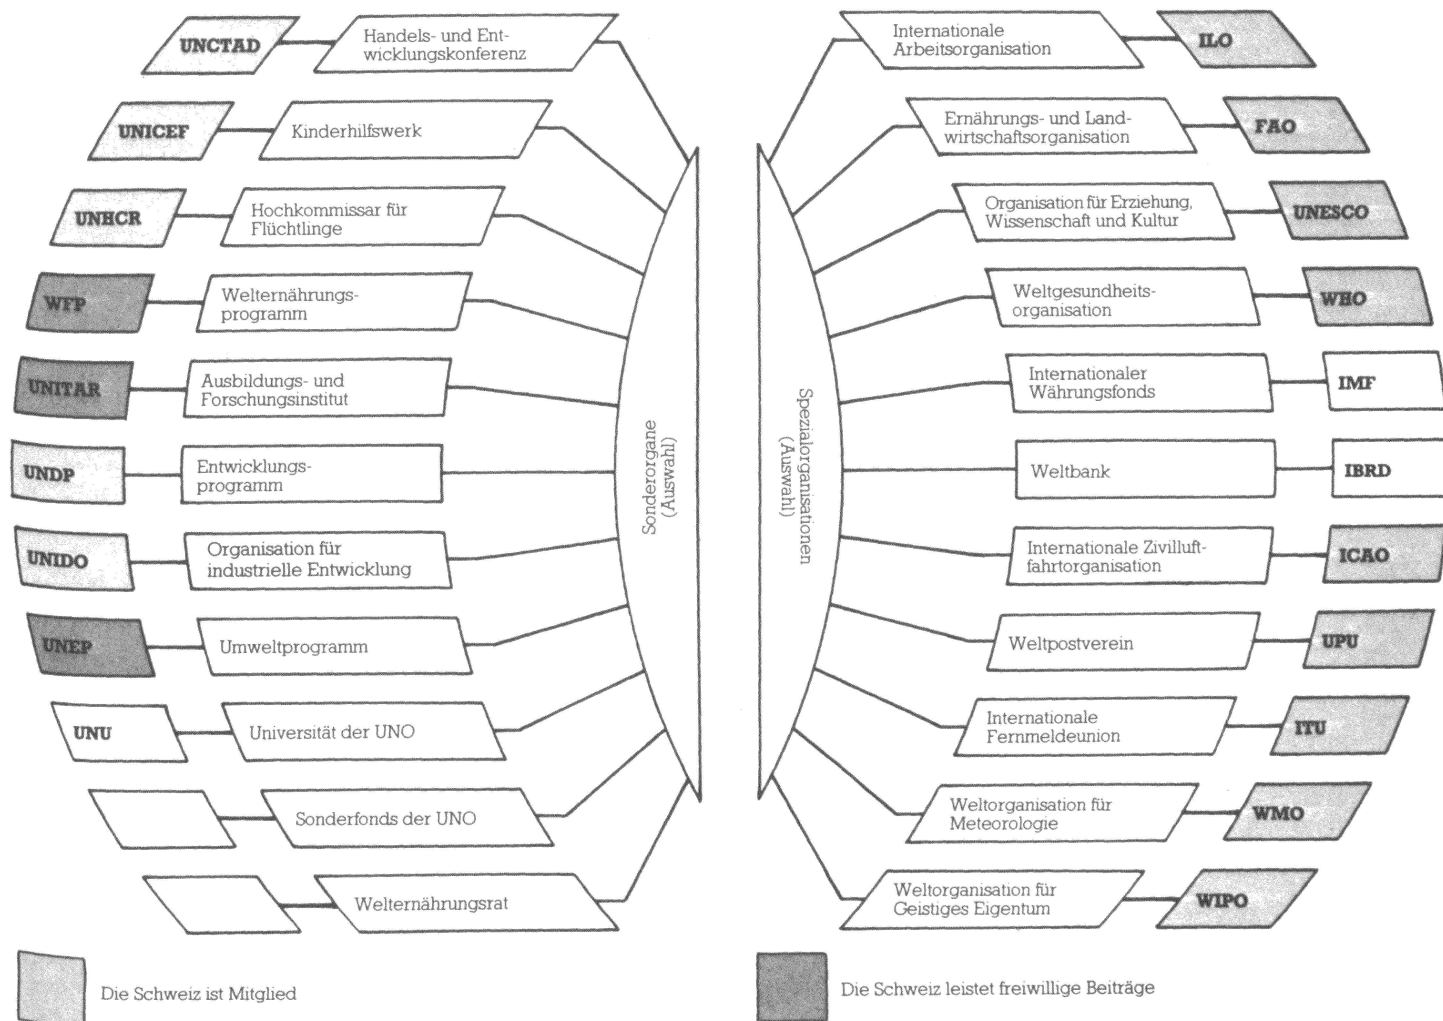 UNCTAD
Handels- und Ent-
wicklungskonferenz
UNICEF
Kinderhilfswerk
UNHCR
Hochkommissar für
Flüchtlinge
WFP
Welternährungs-
programm
UNITAR
Ausbildungs- und
Forschungsinstitut
UNDP
Entwicklungs-
programm
UNIDO
Organisation für
industrielle Entwicklung
UNEP
Umweltprogramm
UNU
Universität der UNO
Sonderfonds der UNO
Welternährungsrat
Sonderorgane
(Auswahl)
Spezialorganisationen
(Auswahl)
Internationale
Arbeitsorganisation
ILO
Ernährungs- und Land-
wirtschaftsorganisation
FAO
Organisation für Erziehung,
Wissenschaft und Kultur
UNESCO
Weltgesundheits-
organisation
WHO
Internationaler
Währungsfonds
IMF
Weltbank
IBRD
Internationale Zivilluft-
fahrtorganisation
ICAO
Weltpostverein
UPU
Internationale
Fernmeldeunion
ITU
Weltorganisation für
Meteorologie
WMO
Weltorganisation für
Geistiges Eigentum
WIPO
Die Schweiz ist Mitglied
Die Schweiz leistet freiwillige Beiträge